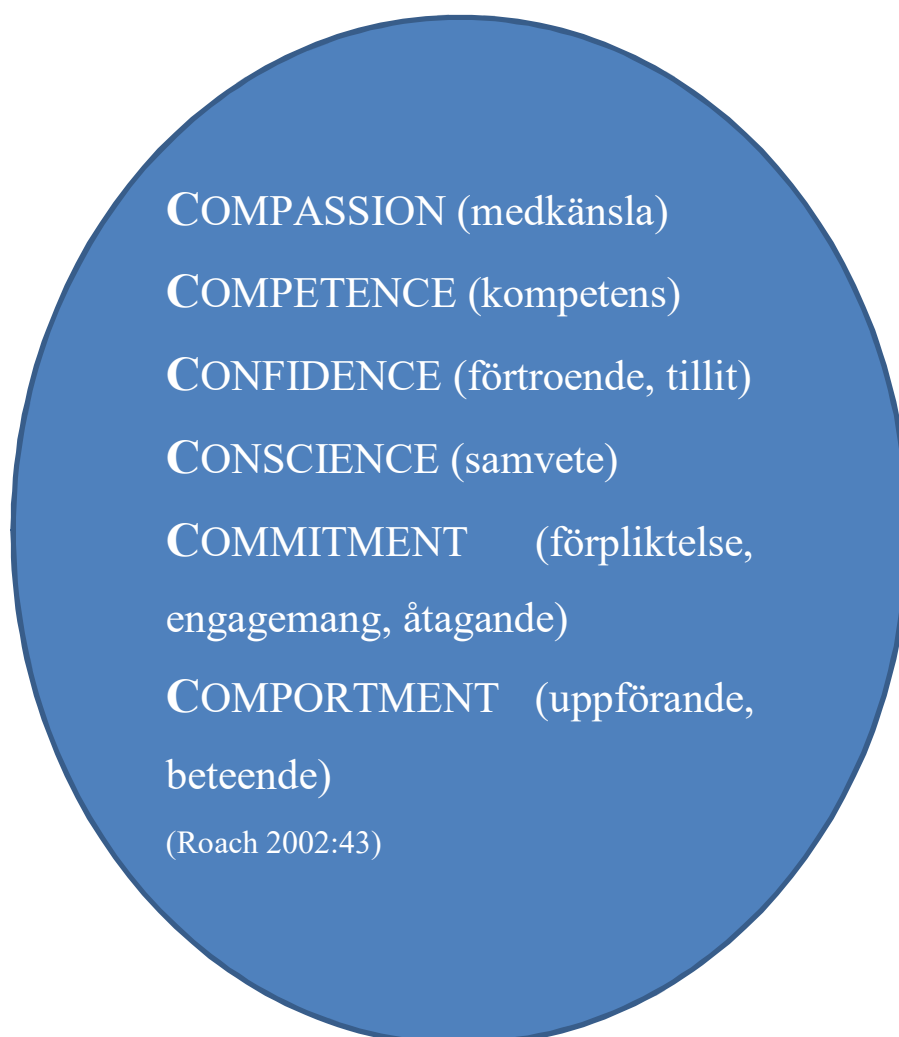 COMPASSION (medkänsla)
COMPETENCE (kompetens)
CONFIDENCE (förtroende, tillit)
CONSCIENCE (samvete)
COMMITMENT (förpliktelse,
engagemang, åtagande)
COMPORTMENT (uppförande,
beteende)
(Roach 2002:43)